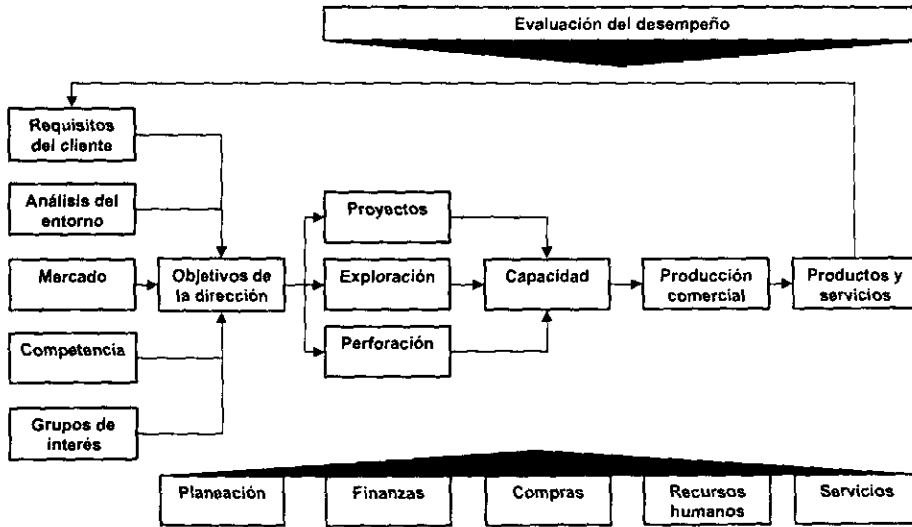 Evaluación del desempeño
Requisitos
del cliente
Análisis del
entorno
Mercado
Competencia
Grupos de
interés
Objetivos de
la dirección
Proyectos
Exploración
Perforación
Capacidad
Producción
comercial
Productos y
servicios
Planeación
Finanzas
Compras
Recursos
humanos
Servicios